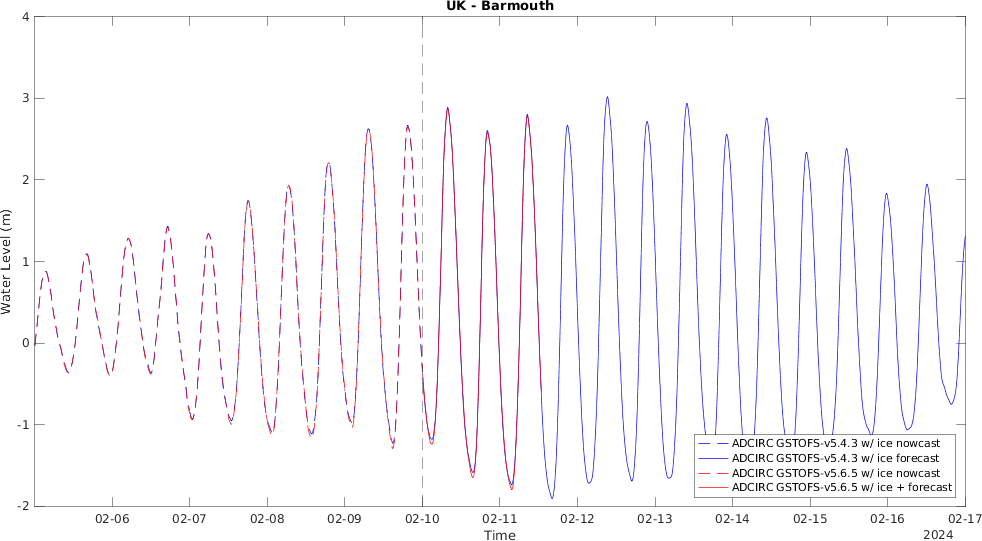 UK - Barmouth
4
3
2
1
0
-1
-2
Water Level (m)
ADCIRC GSTOFS-v5.4.3 w/ ice nowcast
ADCIRC GSTOFS-v5.4.3 w/ ice forecast
ADCIRC GSTOFS-v5.6.5 w/ ice nowcast
ADCIRC GSTOFS-v5.6.5 w/ ice + forecast
02-06 02-07 02-08 02-09 02-10 02-11 02-12 02-13 02-14 02-15 02-16 02-17
Time
2024